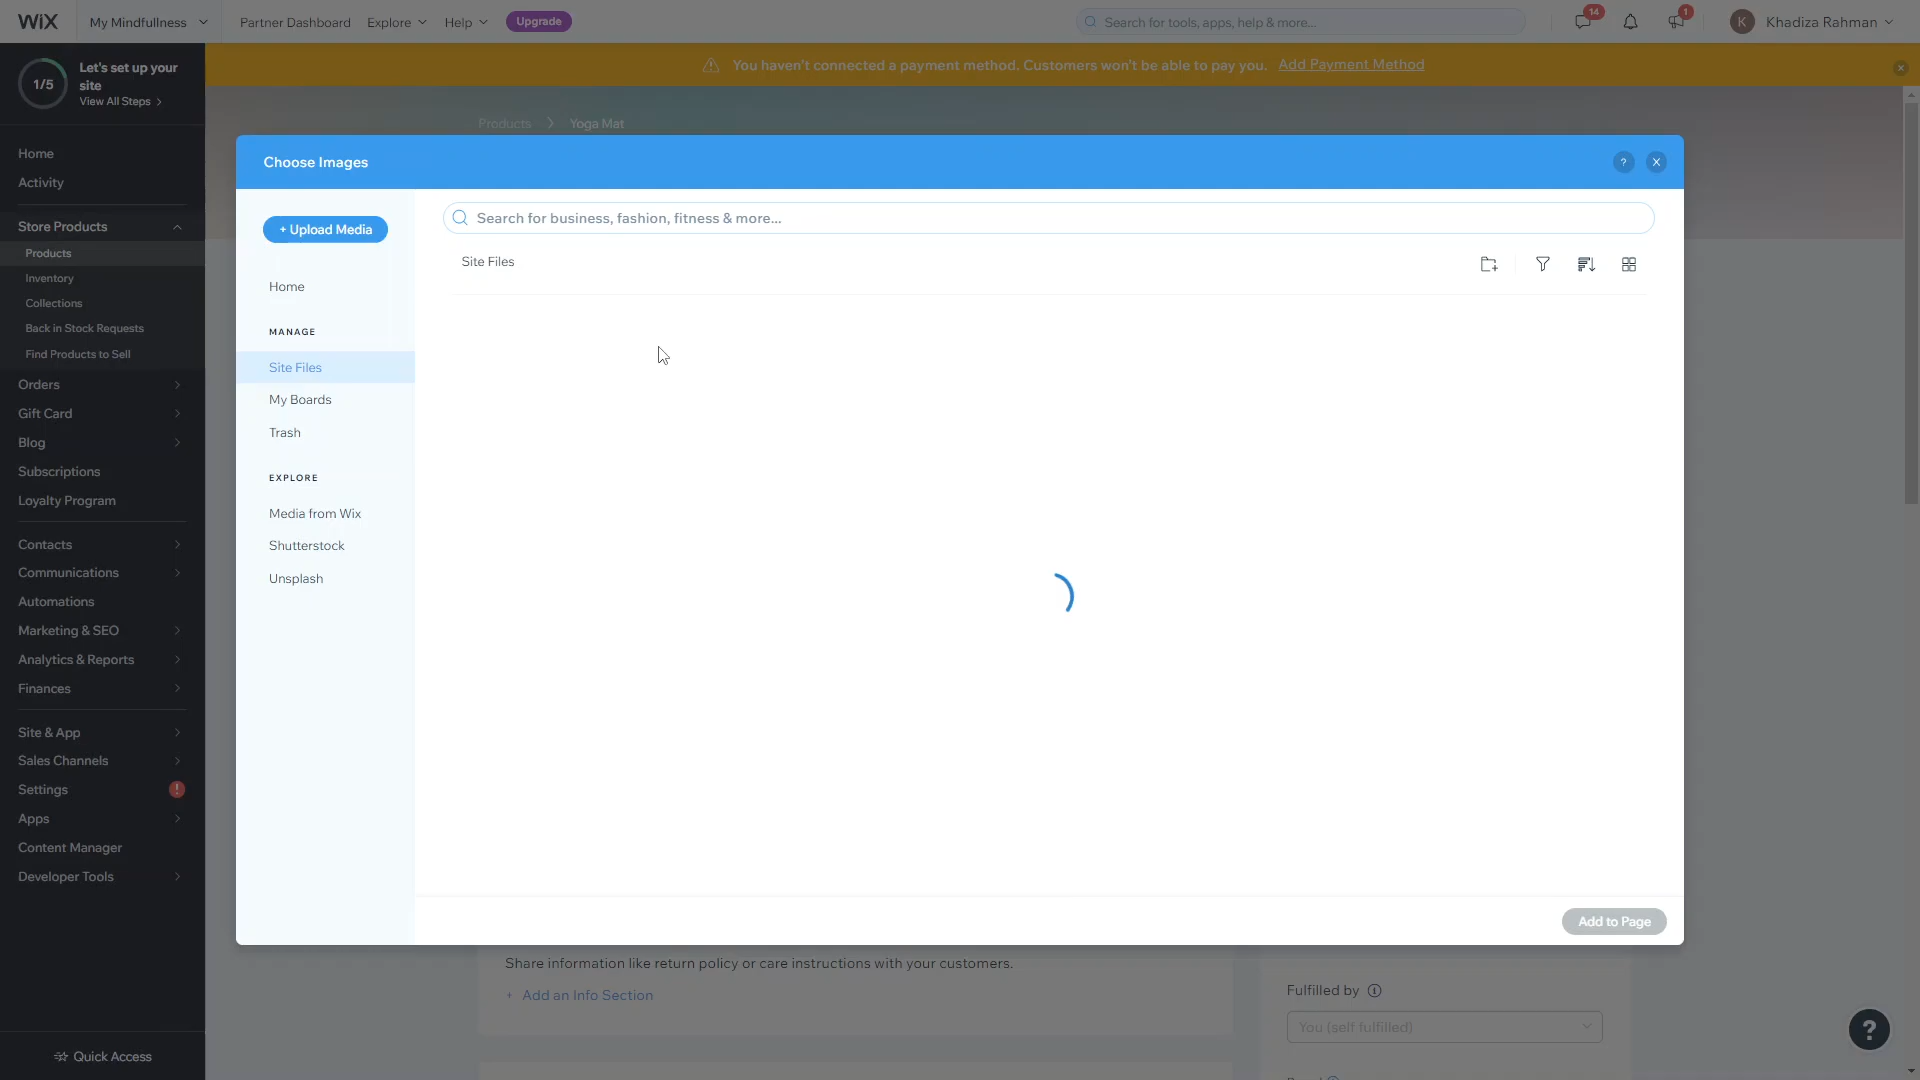 WiX
My Mindfullness
Partner Dashboard
Explore
Help
Upgrade
Search for tools, apps, help & more...
14
1
K
Khadiza Rahman
1/5
Let's set up your
site
View All Steps
You haven't connected a payment method. Customers won't be able to pay you.
Add Payment Method
Home
Activity
Store Products
Products
Inventory
Collections
Back in Stock Requests
Find Products to Sell
Orders
Gift Card
Blog
Subscriptions
Loyalty Program
Contacts
Communications
Automations
Marketing & SEO
Analytics & Reports
Finances
Site & App
Sales Channels
Settings
!
Apps
Content Manager
Developer Tools
Quick Access
Products
Yoga Mat
Choose Images
?
+ Upload Media
Home
MANAGE
Site Files
My Boards
Trash
EXPLORE
Media from Wix
Shutterstock
Unsplash
Search for business, fashion, fitness & more...
Site Files
Add to Page
Share information like return policy or care instructions with your customers.
+ Add an Info Section
Fulfilled by
You (self fulfilled)
?